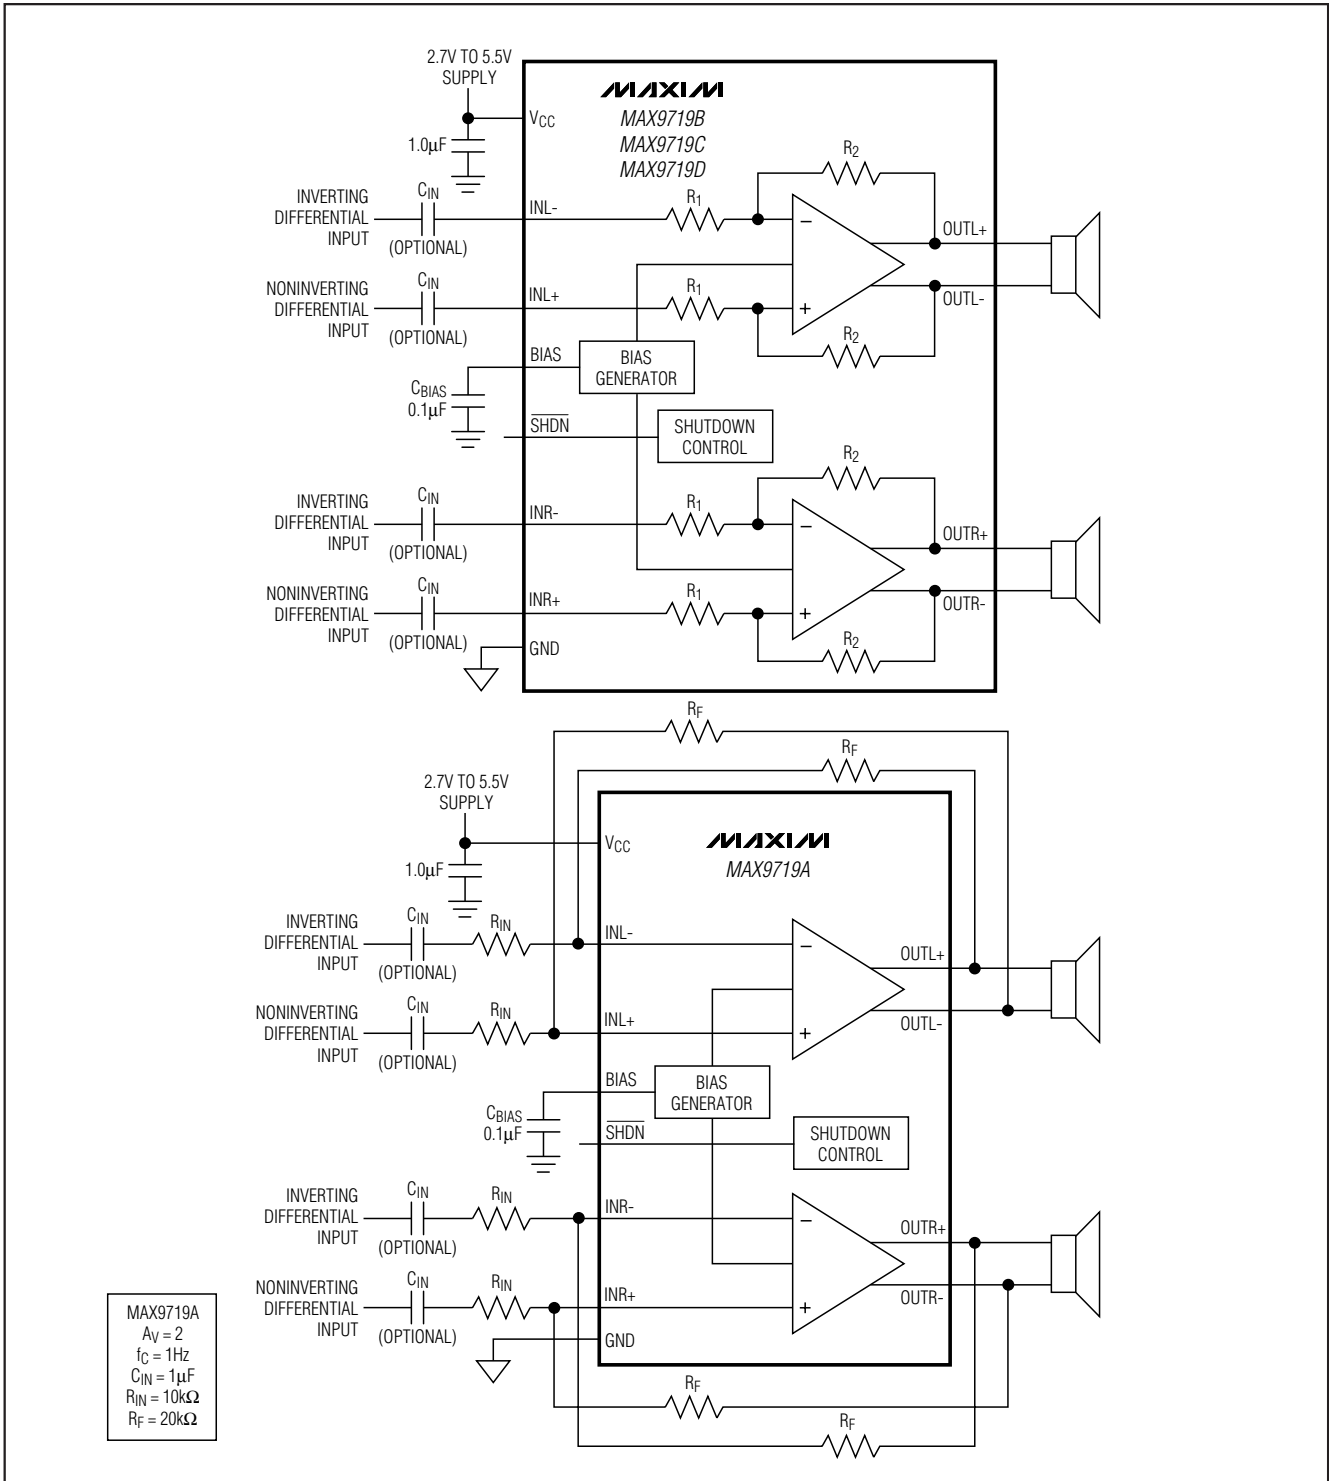 2.7V TO 5.5V
SUPPLY
1.0µF
VCC
MAXIM
MAX9719B
MAX9719C
MAX9719D
R2
INVERTING
DIFFERENTIAL
INPUT
CIN
(OPTIONAL)
INL-
R1
−
OUTL+
NONINVERTING
DIFFERENTIAL
INPUT
CIN
(OPTIONAL)
INL+
R1
+
OUTL-
R2
BIAS
BIAS
GENERATOR
CBIAS
0.1µF
SHDN
SHUTDOWN
CONTROL
R2
INVERTING
DIFFERENTIAL
INPUT
CIN
(OPTIONAL)
INR-
R1
−
OUTR+
NONINVERTING
DIFFERENTIAL
INPUT
CIN
(OPTIONAL)
INR+
R1
+
OUTR-
R2
GND
RF
RF
2.7V TO 5.5V
SUPPLY
1.0µF
VCC
MAXIM
MAX9719A
INVERTING
DIFFERENTIAL
INPUT
CIN
(OPTIONAL)
RIN
INL-
−
OUTL+
NONINVERTING
DIFFERENTIAL
INPUT
CIN
(OPTIONAL)
RIN
INL+
+
OUTL-
BIAS
BIAS
GENERATOR
CBIAS
0.1µF
SHDN
SHUTDOWN
CONTROL
INVERTING
DIFFERENTIAL
INPUT
CIN
(OPTIONAL)
RIN
INR-
−
OUTR+
NONINVERTING
DIFFERENTIAL
INPUT
CIN
(OPTIONAL)
RIN
INR+
+
OUTR-
GND
RF
RF
MAX9719A
AV = 2
fC = 1Hz
CIN = 1µF
RIN = 10kΩ
RF = 20kΩ